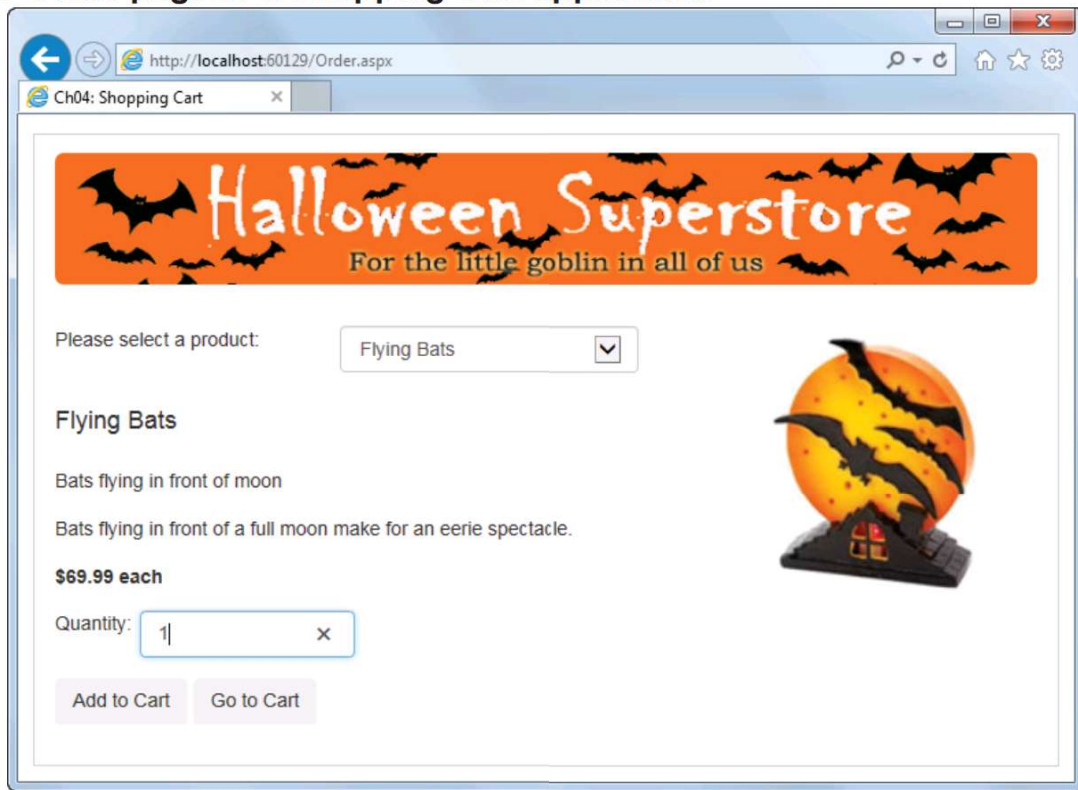 http://localhost:60129/Order.aspx
Ch04: Shopping Cart
Halloween Superstore
For the little goblin in all of us
Please select a product:
Flying Bats
Flying Bats
Bats flying in front of moon
Bats flying in front of a full moon make for an eerie spectacle.
$69.99 each
Quantity:
1
Add to Cart
Go to Cart